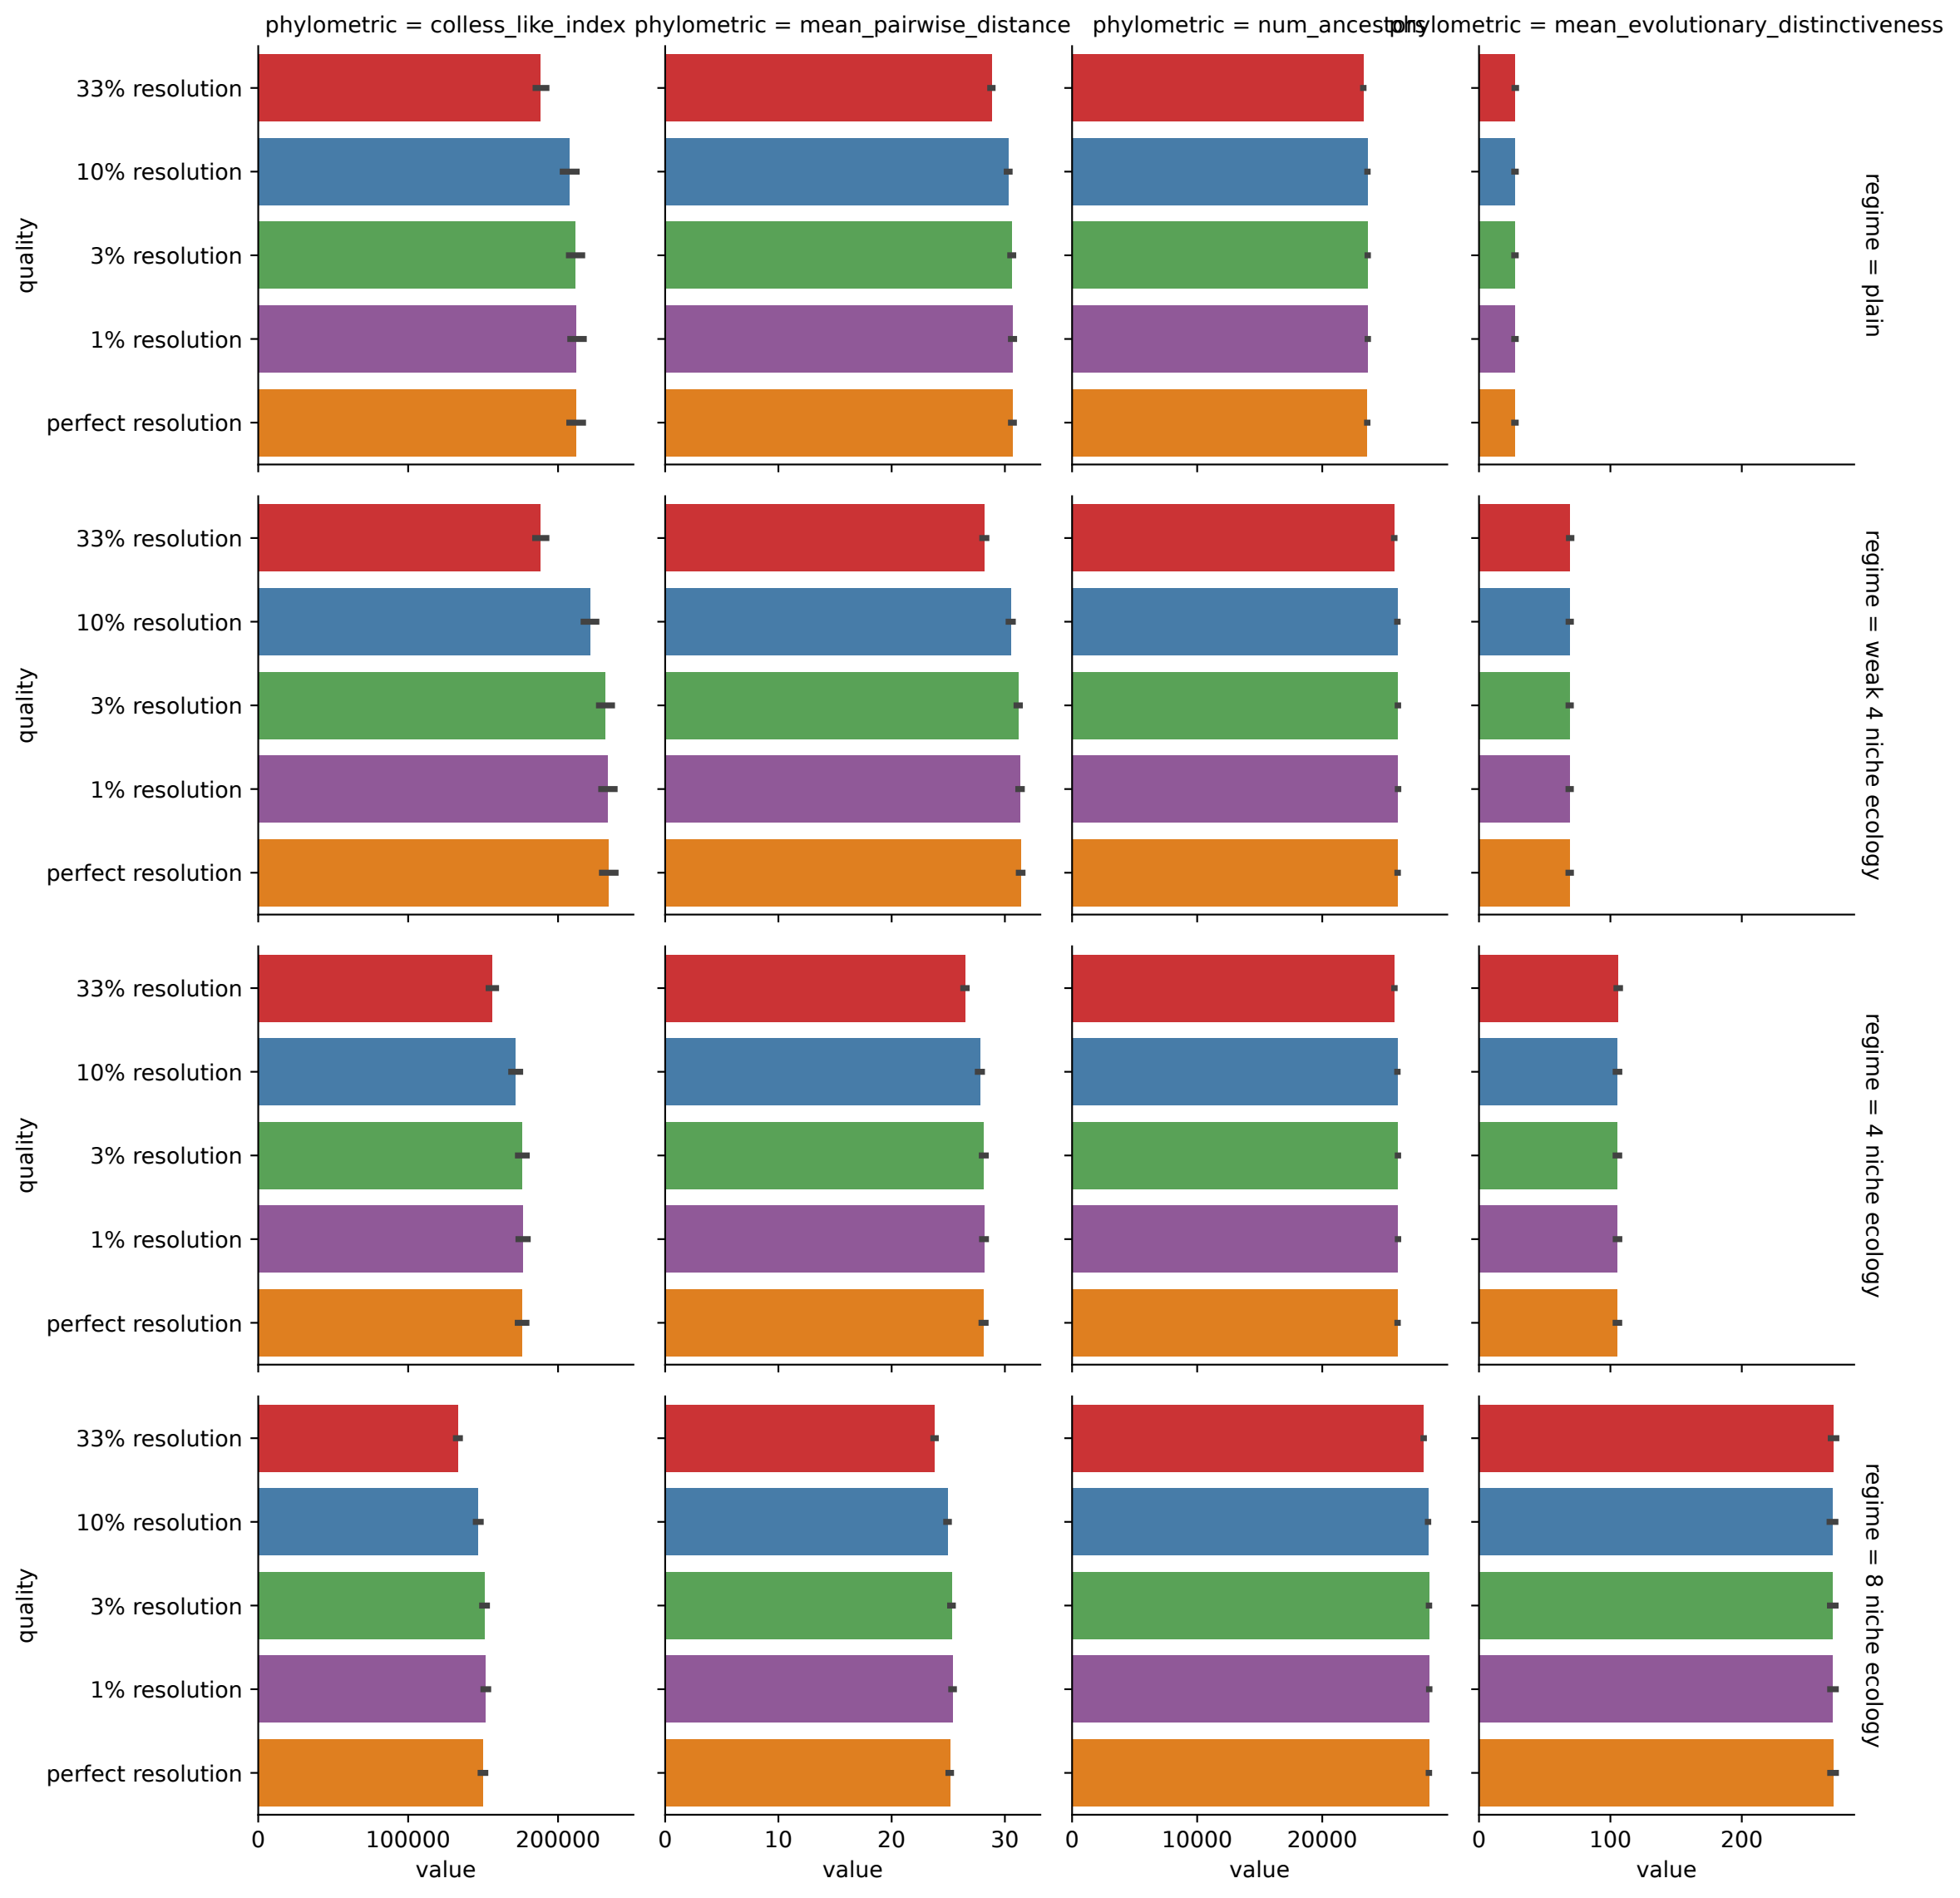 phylometric = colless_like_index
phylometric = mean_pairwise_distance
phylometric = num_ancestors
phylometric = mean_evolutionary_distinctiveness
quality
33% resolution
10% resolution
3% resolution
1% resolution
perfect resolution
regime = plain
quality
33% resolution
10% resolution
3% resolution
1% resolution
perfect resolution
regime = weak 4 niche ecology
quality
33% resolution
10% resolution
3% resolution
1% resolution
perfect resolution
regime = 4 niche ecology
quality
33% resolution
10% resolution
3% resolution
1% resolution
perfect resolution
regime = 8 niche ecology
0 100000 200000
value
0 10 20 30
value
0 10000 20000
value
0 100 200
value